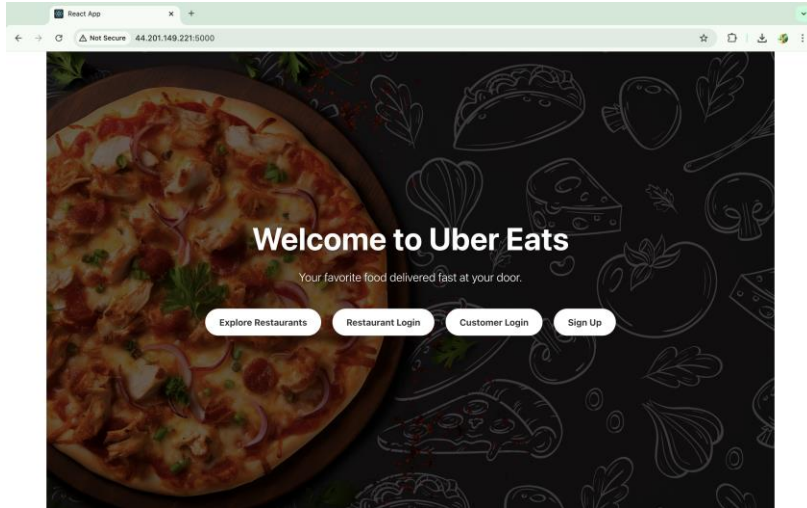 React App
Not Secure 44.201.149.221:5000
Welcome to Uber Eats
Your favorite food delivered fast at your door.
Explore Restaurants Restaurant Login Customer Login Sign Up